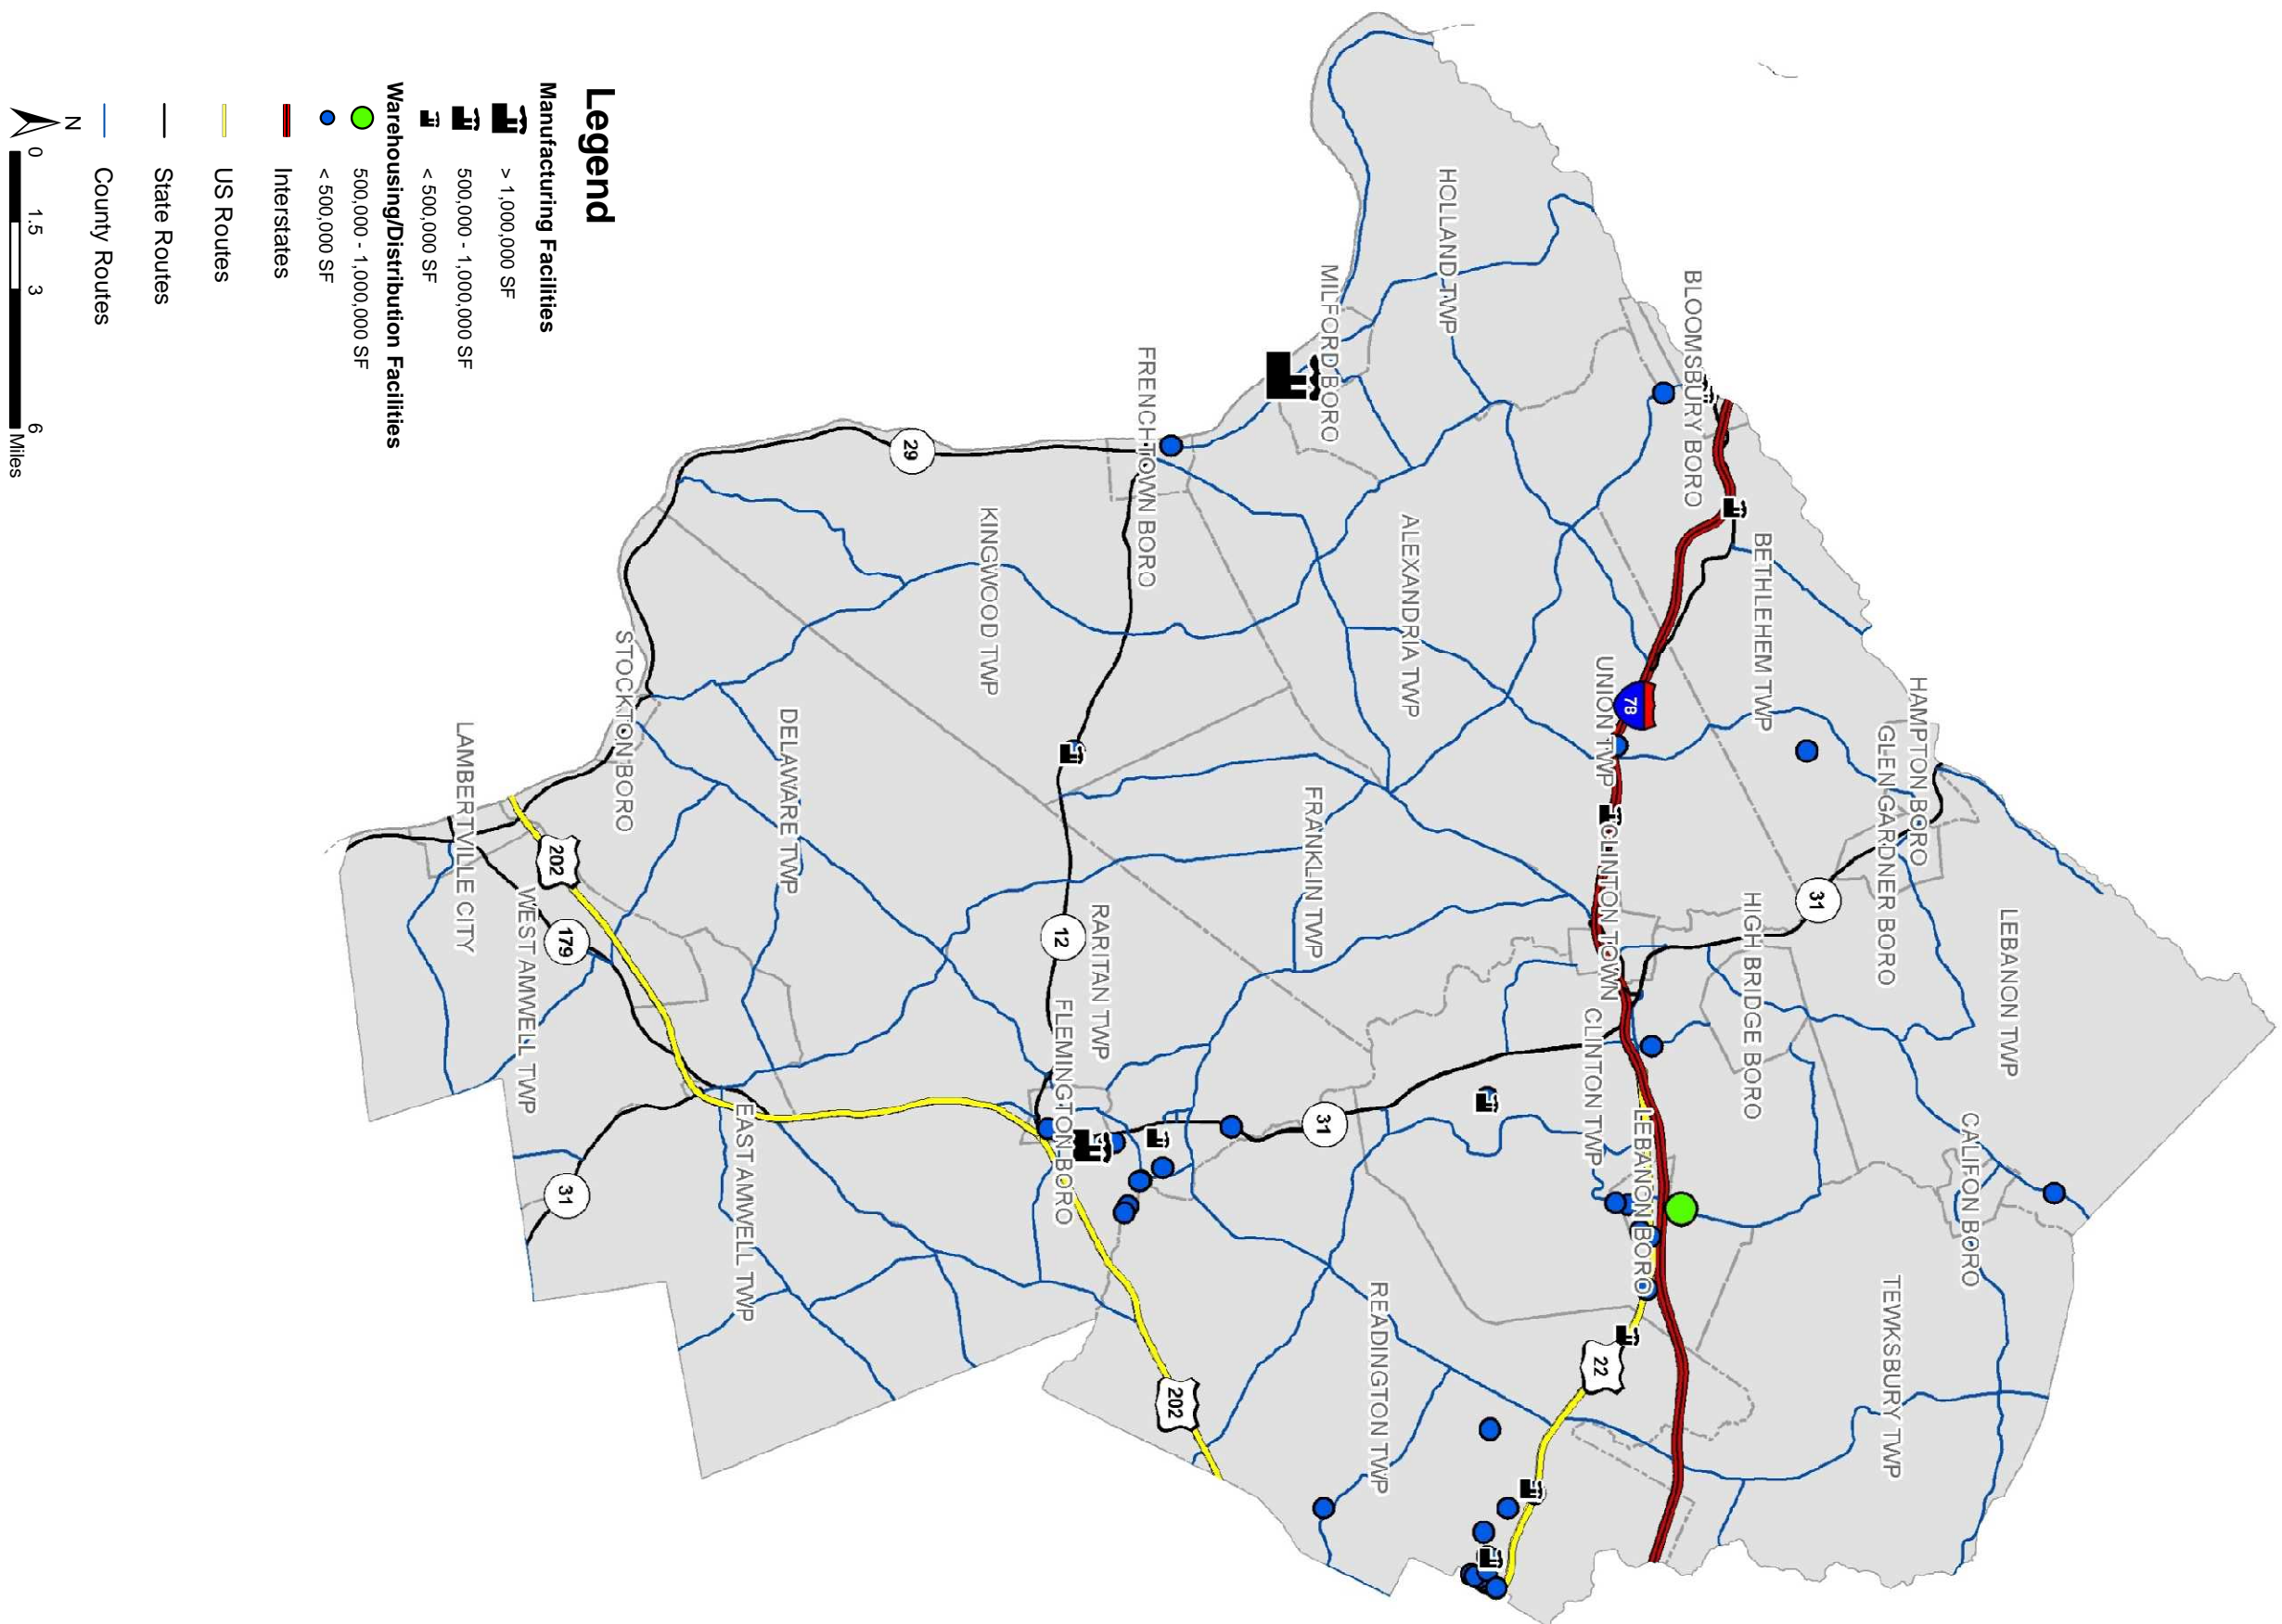 LEBANON TWP
CALIFON BORO
HAMPTON BORO
TEWKSBURY TWP
GLEN GARDNER BORO
31
BETHLEHEM TWP
HIGH BRIDGE BORO
BLOOMSBURY BORO
LEBANON BORO
78
CLINTON TOWN
UNION TWP
22
CLINTON TWP
HOLLAND TWP
ALEXANDRIA TWP
READINGTON TWP
MILFORD BORO
31
FRANKLIN TWP
202
FRENCHTOWN BORO
RARITAN TWP
FLEMINGTON BORO
12
KINGWOOD TWP
29
DELAWARE TWP
EAST AMWELL TWP
STOCKTON BORO
179
31
202
WEST AMWELL TWP
LAMBERTVILLE CITY
Legend
Manufacturing Facilities
> 1,000,000 SF
500,000 - 1,000,000 SF
< 500,000 SF
Warehousing/Distribution Facilities
500,000 - 1,000,000 SF
< 500,000 SF
Interstates
US Routes
State Routes
County Routes
N
0 1.5 3 6
Miles